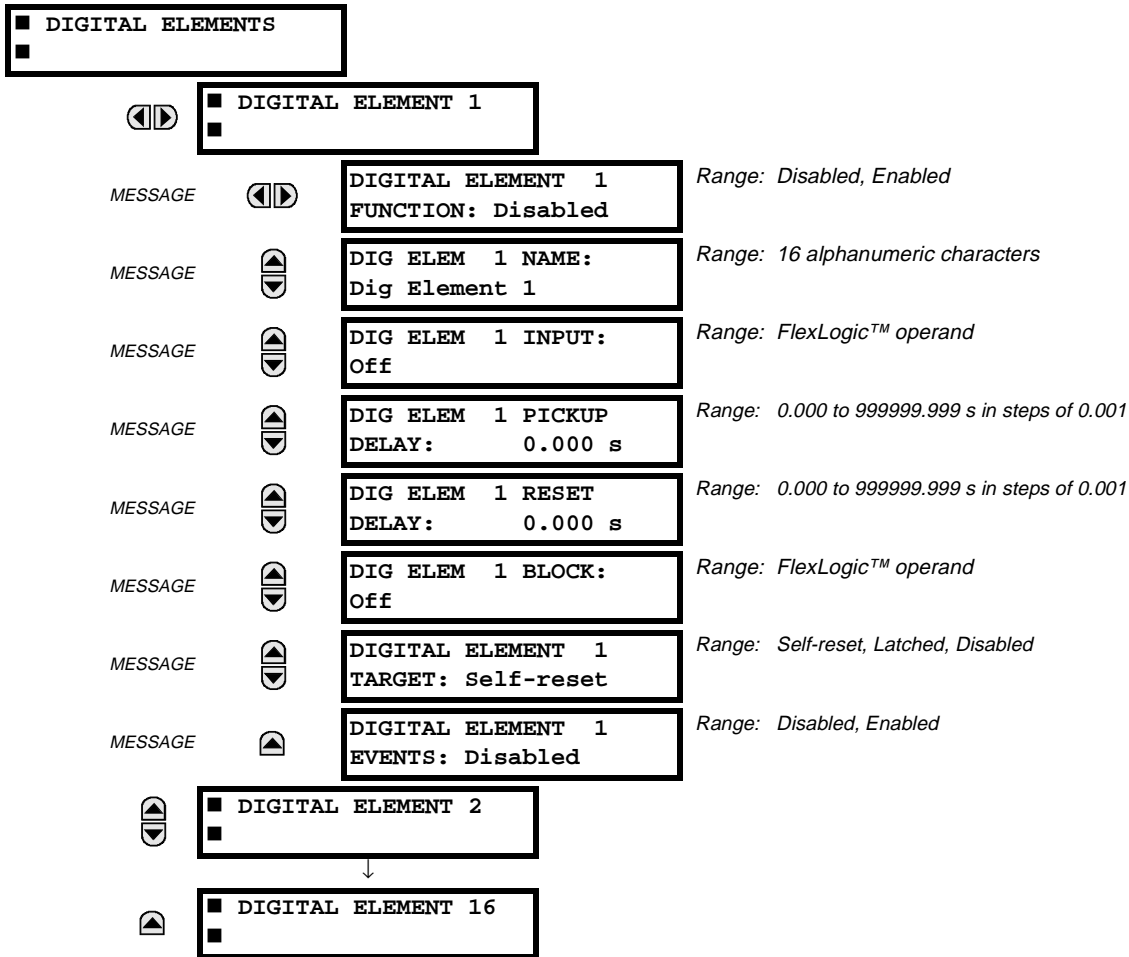 ■ DIGITAL ELEMENTS
■
■ DIGITAL ELEMENT 1
■
MESSAGE
DIGITAL ELEMENT 1
FUNCTION: Disabled
Range: Disabled, Enabled
MESSAGE
DIG ELEM 1 NAME:
Dig Element 1
Range: 16 alphanumeric characters
MESSAGE
DIG ELEM 1 INPUT:
Off
Range: FlexLogic™ operand
MESSAGE
DIG ELEM 1 PICKUP
DELAY: 0.000 s
Range: 0.000 to 999999.999 s in steps of 0.001
MESSAGE
DIG ELEM 1 RESET
DELAY: 0.000 s
Range: 0.000 to 999999.999 s in steps of 0.001
MESSAGE
DIG ELEM 1 BLOCK:
Off
Range: FlexLogic™ operand
MESSAGE
DIGITAL ELEMENT 1
TARGET: Self-reset
Range: Self-reset, Latched, Disabled
MESSAGE
DIGITAL ELEMENT 1
EVENTS: Disabled
Range: Disabled, Enabled
■ DIGITAL ELEMENT 2
■
↓
■ DIGITAL ELEMENT 16
■